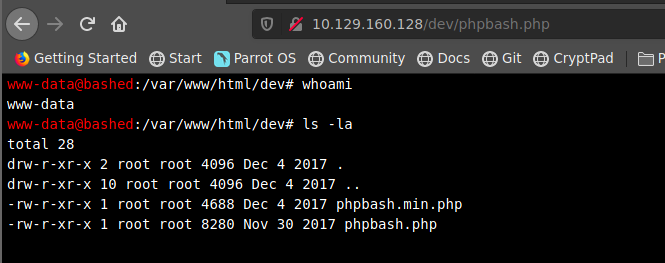 10.129.160.128/dev/phpbash.php
Getting Started Start Parrot OS Community Docs Git CryptPad
www-data@bashed:/var/www/html/dev# whoami
www-data
www-data@bashed:/var/www/html/dev# ls -la
total 28
drw-r-xr-x 2 root root 4096 Dec 4 2017 .
drw-r-xr-x 10 root root 4096 Dec 4 2017 ..
-rw-r-xr-x 1 root root 4688 Dec 4 2017 phpbash.min.php
-rw-r-xr-x 1 root root 8280 Nov 30 2017 phpbash.php